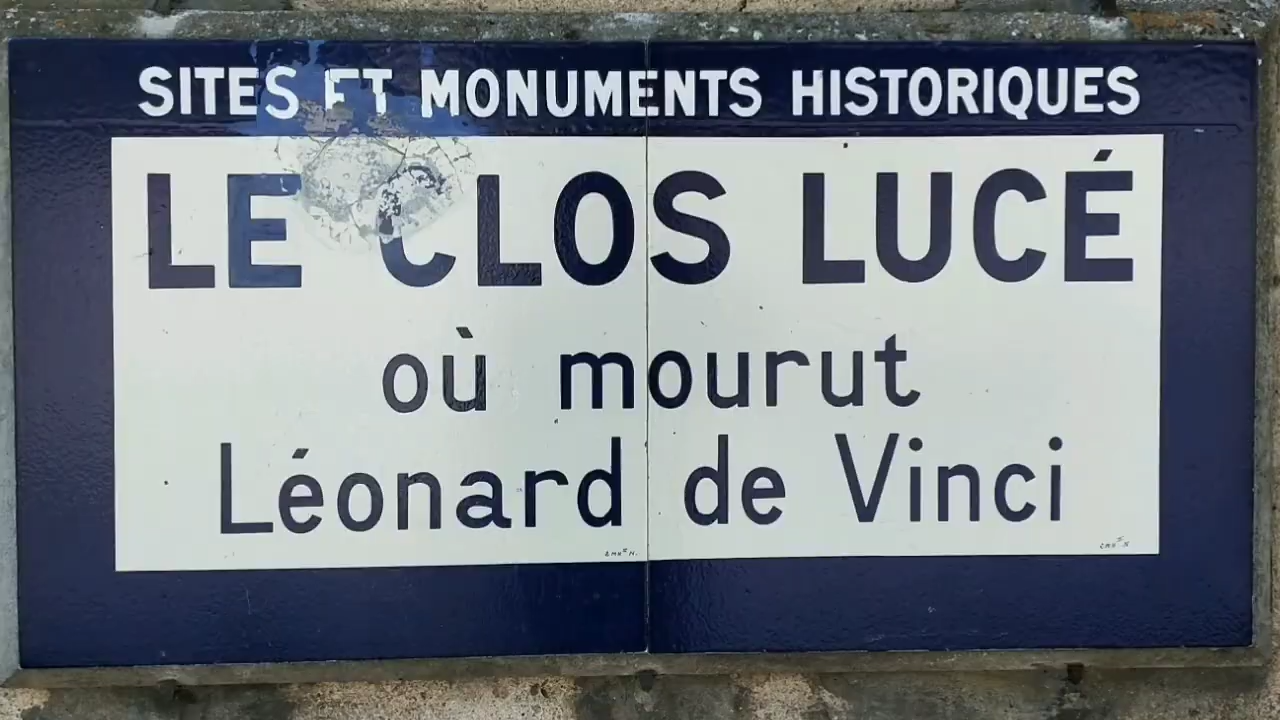 SITES ET MONUMENTS HISTORIQUES
LE CLOS LUCÉ
où mourut
Léonard de Vinci